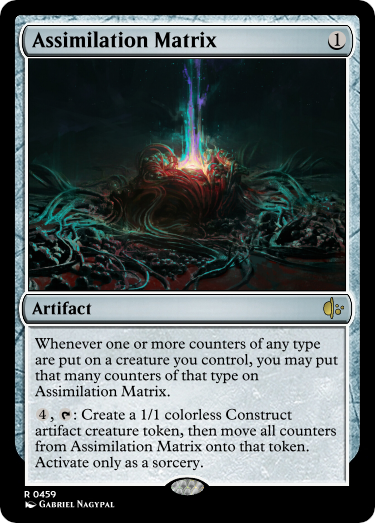 Assimilation Matrix 1
Artifact
Whenever one or more counters of any type
are put on a creature you control, you may put
that many counters of that type on
Assimilation Matrix.
4, : Create a 1/1 colorless Construct
artifact creature token, then move all counters
from Assimilation Matrix onto that token.
Activate only as a sorcery.
R 0459
Gabriel Nagypal